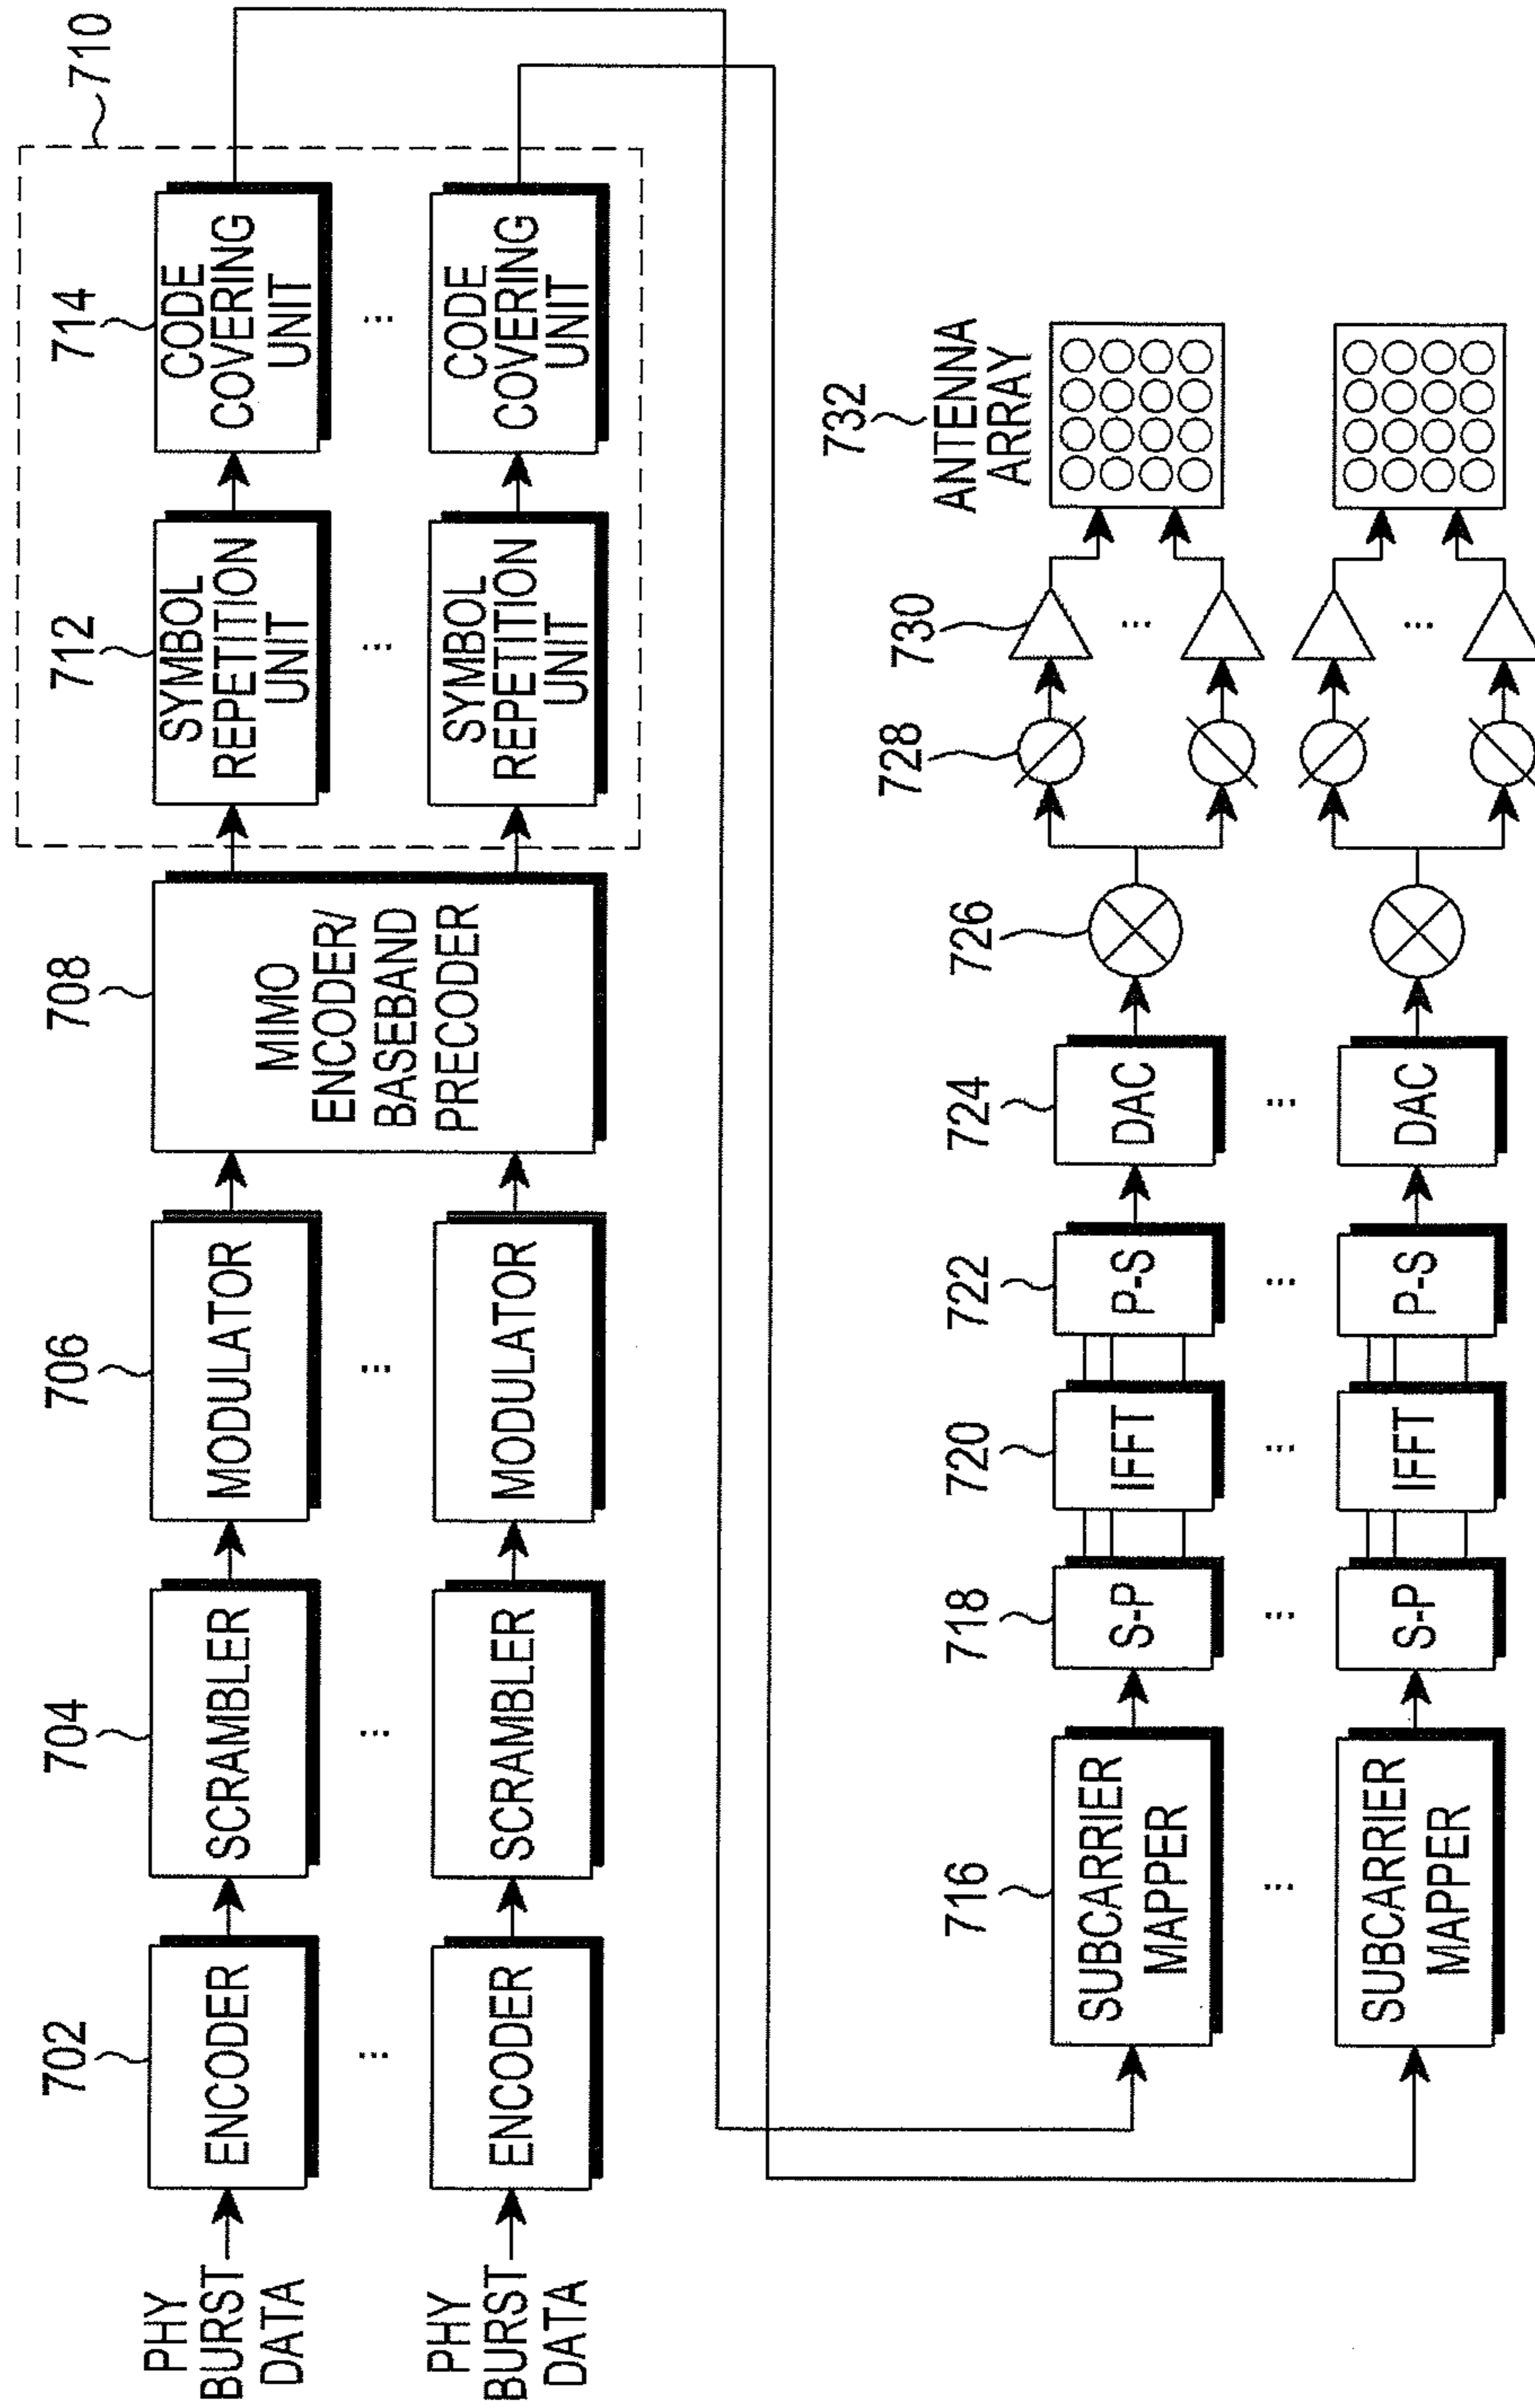 702
704
706
708
712
714
710
PHY
BURST
DATA
ENCODER
SCRAMBLER
MODULATOR
MIMO
ENCODER/
BASEBAND
PRECODER
SYMBOL
REPETITION
UNIT
CODE
COVERING
UNIT
...
...
...
...
...
PHY
BURST
DATA
ENCODER
SCRAMBLER
MODULATOR
SYMBOL
REPETITION
UNIT
CODE
COVERING
UNIT
716
718
720
722
724
726
728
730
732
ANTENNA
ARRAY
SUBCARRIER
MAPPER
S-P
IFFT
P-S
DAC
...
...
...
...
...
...
...
SUBCARRIER
MAPPER
S-P
IFFT
P-S
DAC